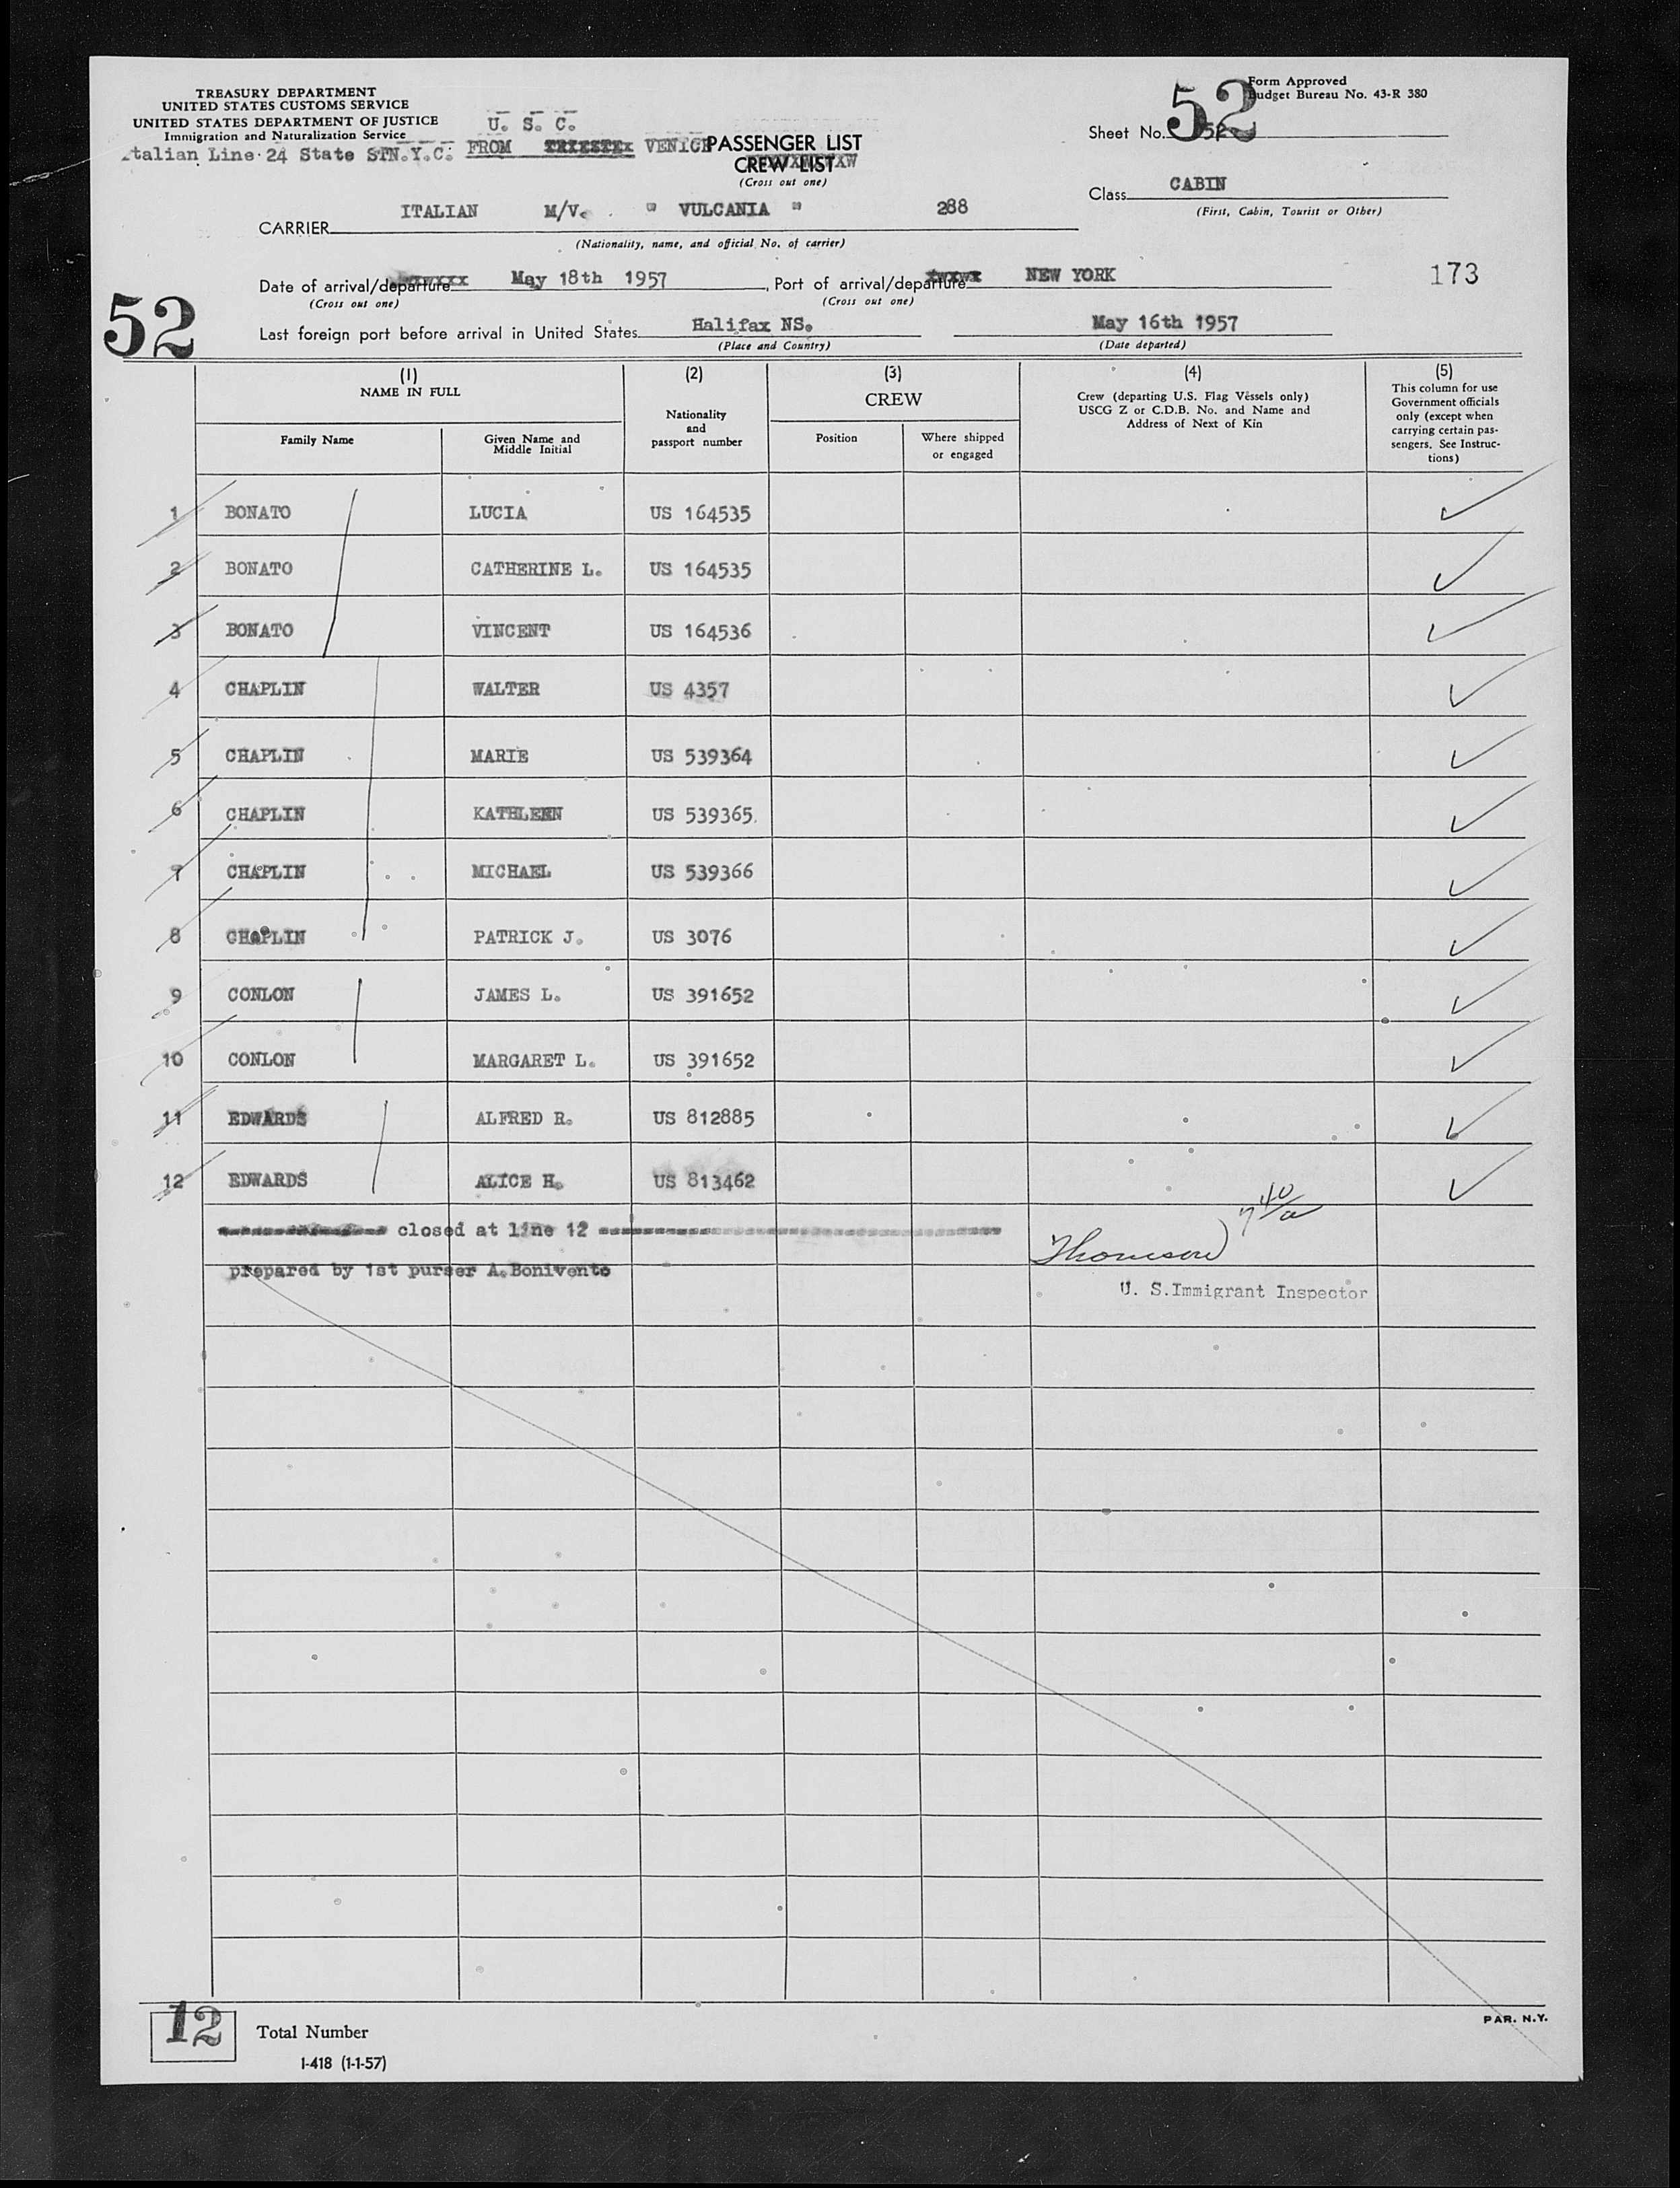 TREASURY DEPARTMENT
UNITED STATES CUSTOMS SERVICE
UNITED STATES DEPARTMENT OF JUSTICE
Immigration and Naturalization Service
talian Line 24 State ST N.Y.C. FROM TRIESTE VENICE
U. S. C.
PASSENGER LIST
CREW LIST
(Cross out one)
52
Form Approved
Budget Bureau No. 43-R 380
Sheet No. 52
Class CABIN
(First, Cabin, Tourist or Other)
CARRIER ITALIAN M/V. " VULCANIA " 288
(Nationality, name, and official No. of carrier)
Date of arrival/departure May 18th 1957, Port of arrival/departure NEW YORK
(Cross out one) (Cross out one)
173
52
Last foreign port before arrival in United States Halifax NS. May 16th 1957
(Place and Country) (Date departed)
(1) (2) (3) (4) (5)
NAME IN FULL
Family Name
Given Name and
Middle Initial
Nationality
and
passport number
CREW
Position
Where shipped
or engaged
Crew (departing U.S. Flag Vessels only)
USCG Z or C.D.B. No. and Name and
Address of Next of Kin
This column for use
Government officials
only (except when
carrying certain pas-
sengers. See Instruc-
tions)
1 BONATO LUCIA US 164535
2 BONATO CATHERINE L. US 164535
3 BONATO VINCENT US 164536
4 CHAPLIN WALTER US 4357
5 CHAPLIN MARIE US 539364
6 CHAPLIN KATHLEEN US 539365
7 CHAPLIN MICHAEL US 539366
8 CHAPLIN PATRICK J. US 3076
9 CONLON JAMES L. US 391652
10 CONLON MARGARET L. US 391652
11 EDWARDS ALFRED R. US 812885
12 EDWARDS ALICE H. US 813462
closed at line 12
prepared by 1st purser A.Bonivento
Thomson
7 40/a
U. S.Immigrant Inspector
12
Total Number
I-418 (1-1-57)
PAR. N.Y.